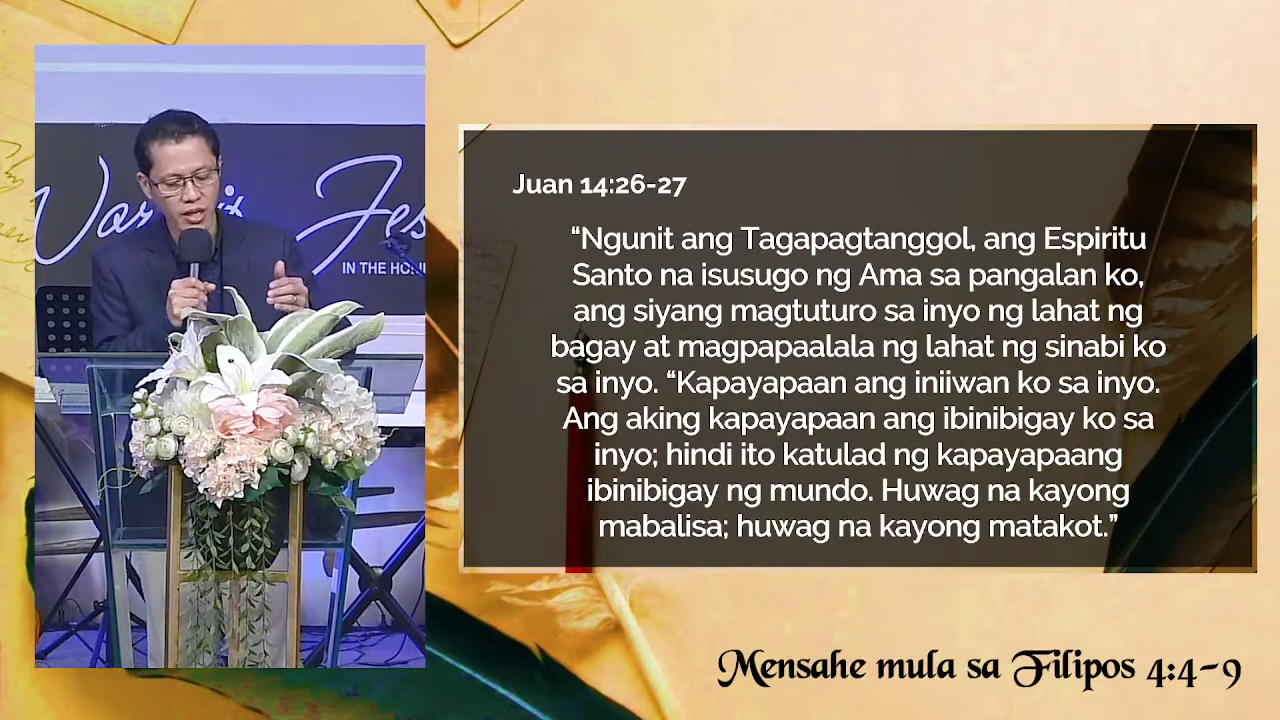 Juan 14:26-27
“Ngunit ang Tagapagtanggol, ang Espiritu
Santo na isusugo ng Ama sa pangalan ko,
ang siyang magtuturo sa inyo ng lahat ng
bagay at magpapaalala ng lahat ng sinabi ko
sa inyo. “Kapayapaan ang iniiwan ko sa inyo.
Ang aking kapayapaan ang ibinibigay ko sa
inyo; hindi ito katulad ng kapayapaang
ibinibigay ng mundo. Huwag na kayong
mabalisa; huwag na kayong matakot.”
Mensahe mula sa Filipos 4:4-9
IN THE